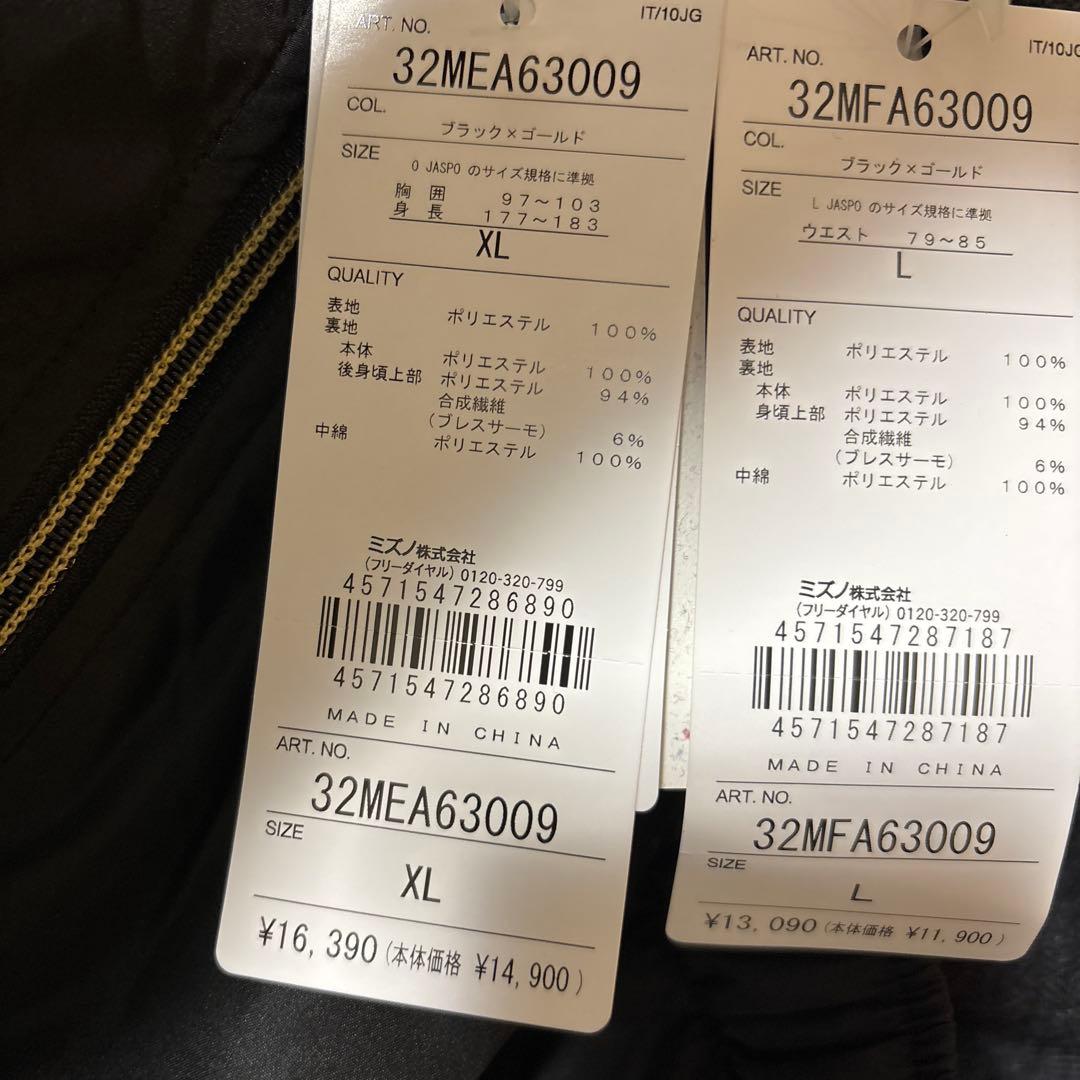 IT/10JG
ART. NO.
32MEA63009
COL.
ブラック×ゴールド
SIZE
O JASPO のサイズ規格に準拠
胸 囲 97～103
身 長 177～183
XL
QUALITY
表地 ポリエステル 100%
裏地
本体 ポリエステル 100%
後身頃上部 ポリエステル 94%
合成繊維
(ブレスサーモ) 6%
中綿 ポリエステル 100%
ミズノ株式会社
(フリーダイヤル) 0120-320-799
4571547286890
4571547286890
MADE IN CHINA
ART. NO.
32MEA63009
SIZE
XL
¥16,390(本体価格 ¥14,900)
IT/10JG
ART. NO.
32MFA63009
COL.
ブラック×ゴールド
SIZE
L JASPO のサイズ規格に準拠
ウエスト 79～85
L
QUALITY
表地 ポリエステル 100%
裏地
本体 ポリエステル 100%
身頃上部 ポリエステル 94%
合成繊維
(ブレスサーモ) 6%
中綿 ポリエステル 100%
ミズノ株式会社
(フリーダイヤル) 0120-320-799
4571547287187
4571547287187
MADE IN CHINA
ART. NO.
32MFA63009
SIZE
L
¥13,090(本体価格 ¥11,900)